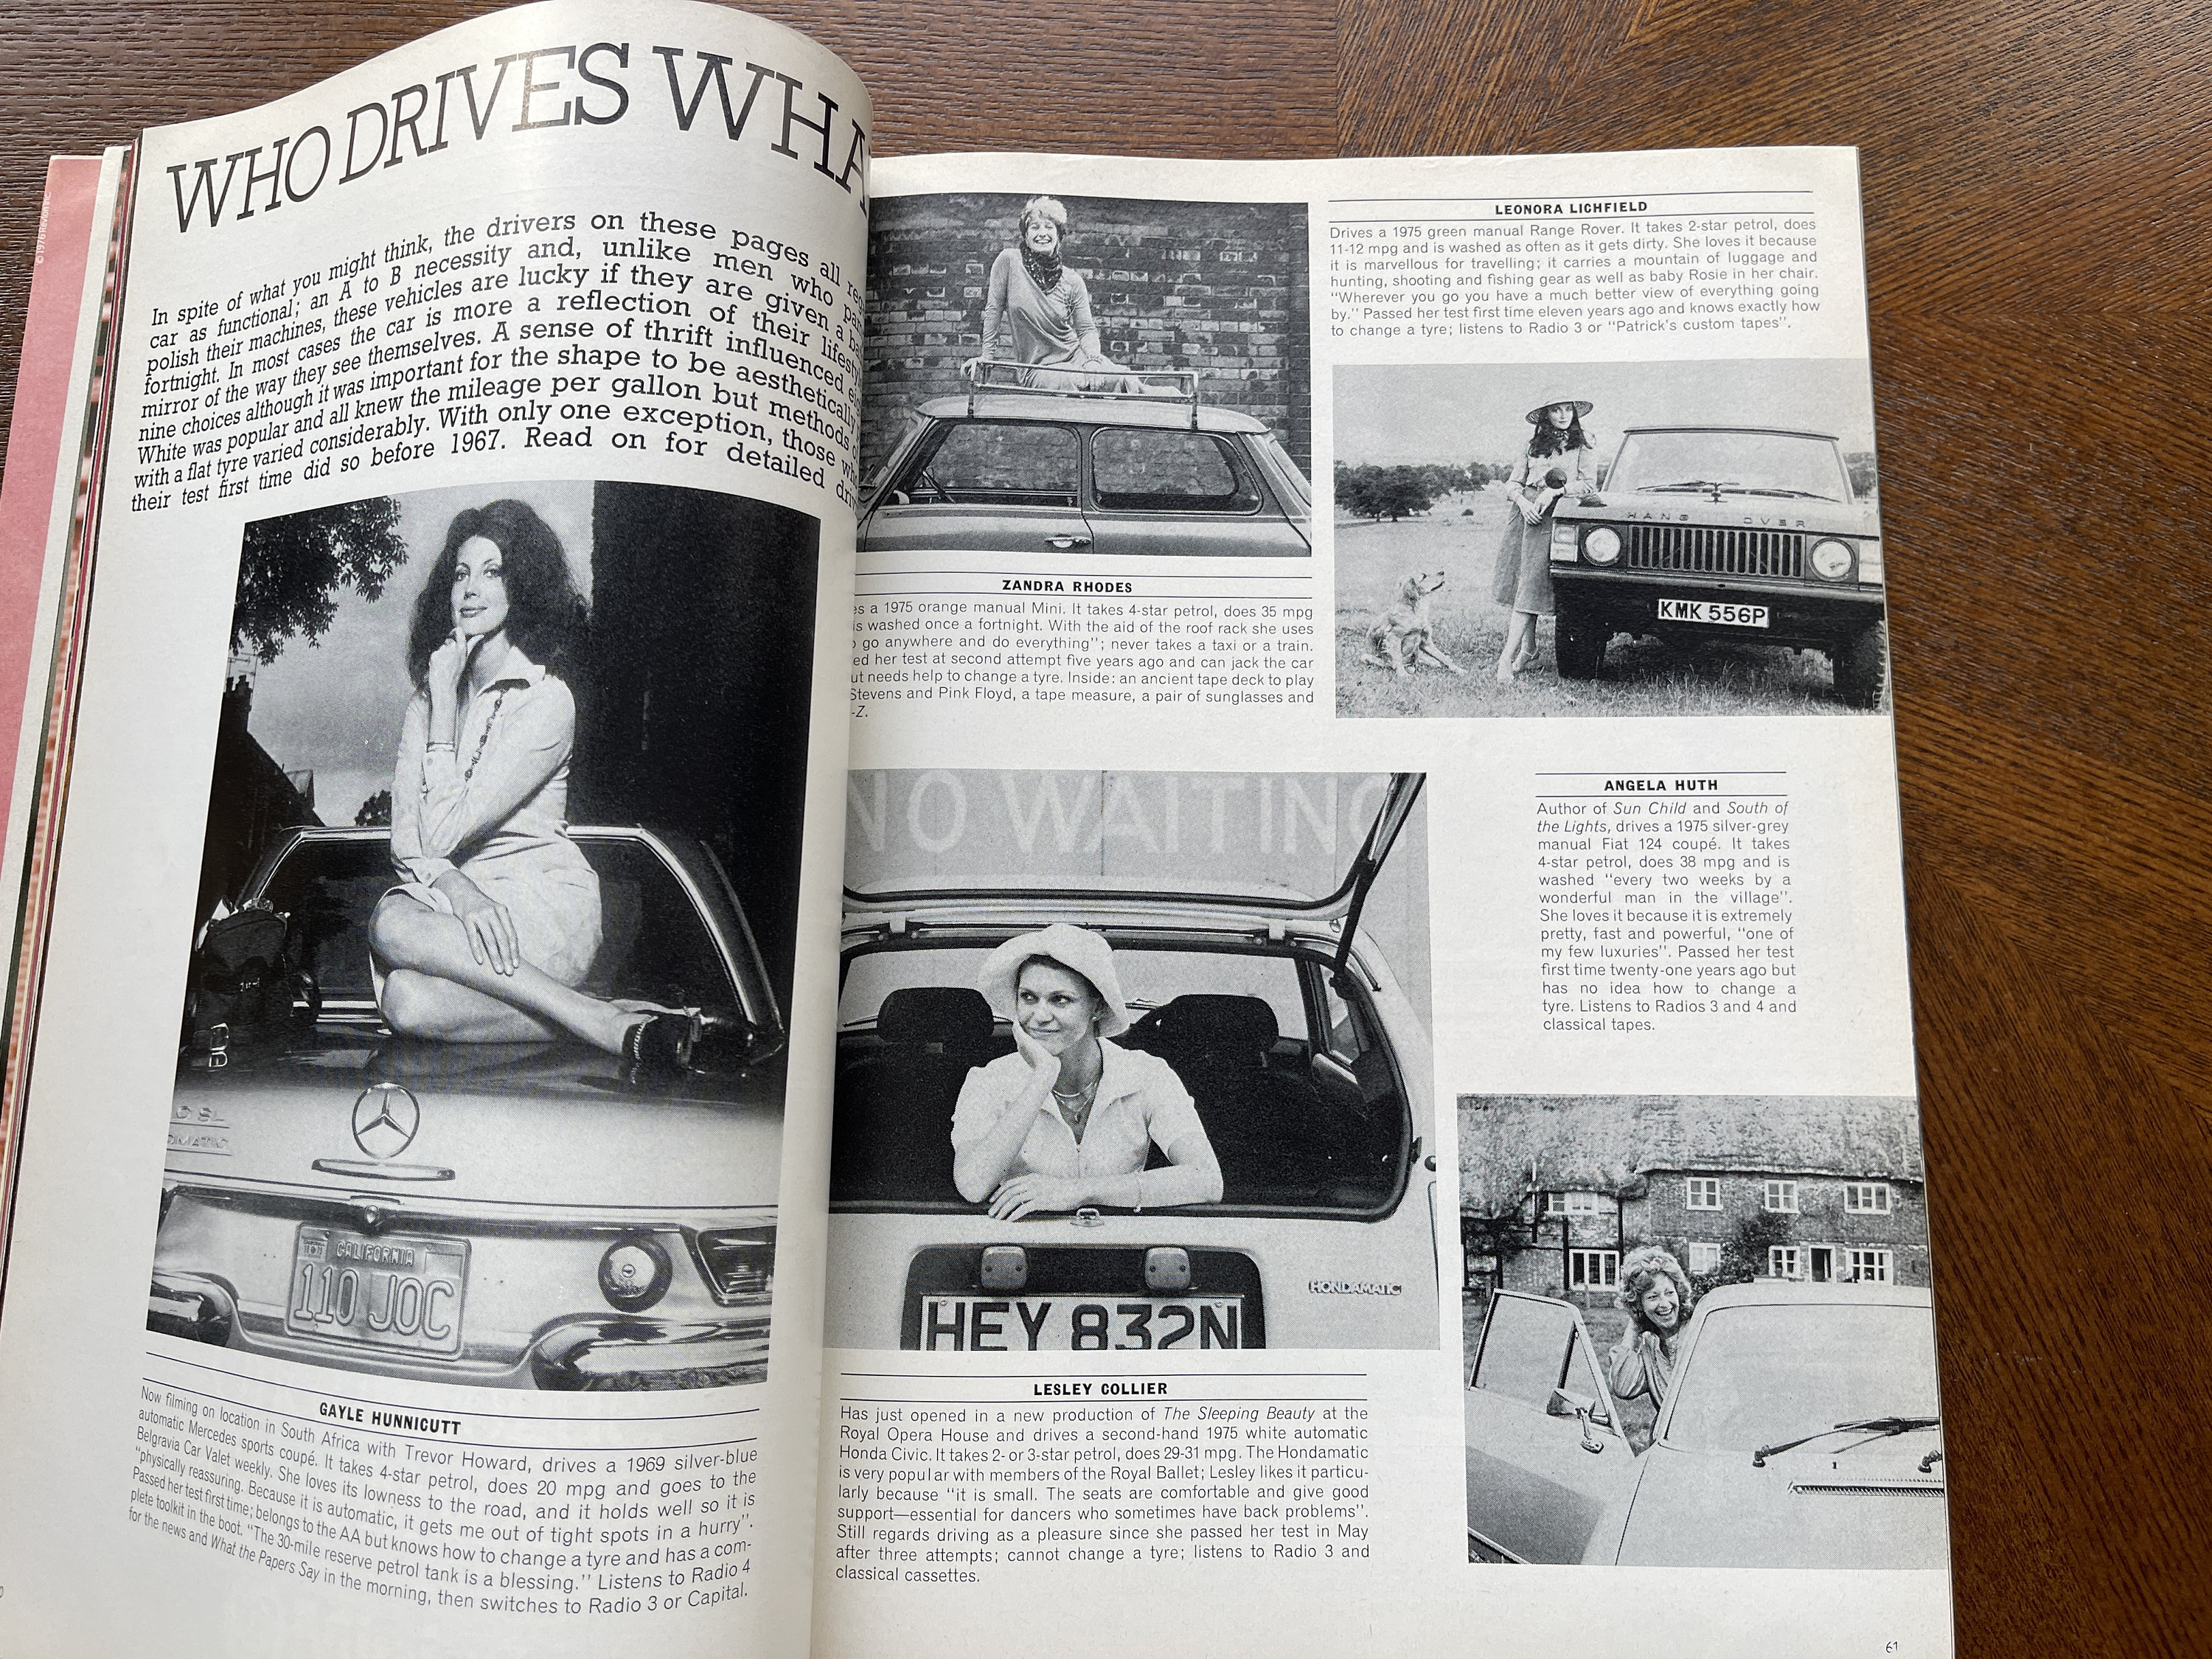 © 1976 Revlon Inc.
WHO DRIVES WHA
In spite of what you might think, the drivers on these pages all
car as functional; an A to B necessity and, unlike men who
polish their machines, these vehicles are lucky if they are given a
fortnight. In most cases the car is more a reflection of their
mirror of the way they see themselves. A sense of thrift influenced
nine choices although it was important for the shape to be aesthetically
White was popular and all knew the mileage per gallon but methods
with a flat tyre varied considerably. With only one exception, those
their test first time did so before 1967. Read on for detailed
C SL
OMATIC
CALIFORNIA
110 JOC
GAYLE HUNNICUTT
Now filming on location in South Africa with Trevor Howard, drives a 1969 silver-blue
automatic Mercedes sports coupé. It takes 4-star petrol, does 20 mpg and goes to the
Belgravia Car Valet weekly. She loves its lowness to the road, and it holds well so it is
"physically reassuring. Because it is automatic, it gets me out of tight spots in a hurry".
Passed her test first time; belongs to the AA but knows how to change a tyre and has a com-
plete toolkit in the boot. "The 30-mile reserve petrol tank is a blessing." Listens to Radio 4
for the news and What the Papers Say in the morning, then switches to Radio 3 or Capital.
ZANDRA RHODES
es a 1975 orange manual Mini. It takes 4-star petrol, does 35 mpg
is washed once a fortnight. With the aid of the roof rack she uses
go anywhere and do everything"; never takes a taxi or a train.
ed her test at second attempt five years ago and can jack the car
ut needs help to change a tyre. Inside: an ancient tape deck to play
Stevens and Pink Floyd, a tape measure, a pair of sunglasses and
-Z.
LEONORA LICHFIELD
Drives a 1975 green manual Range Rover. It takes 2-star petrol, does
11-12 mpg and is washed as often as it gets dirty. She loves it because
it is marvellous for travelling; it carries a mountain of luggage and
hunting, shooting and fishing gear as well as baby Rosie in her chair.
"Wherever you go you have a much better view of everything going
by." Passed her test first time eleven years ago and knows exactly how
to change a tyre; listens to Radio 3 or "Patrick's custom tapes".
HANG OVER
KMK 556P
NO WAITING
HONDAMATIC
HEY 832N
LESLEY COLLIER
Has just opened in a new production of The Sleeping Beauty at the
Royal Opera House and drives a second-hand 1975 white automatic
Honda Civic. It takes 2- or 3-star petrol, does 29-31 mpg. The Hondamatic
is very popular with members of the Royal Ballet; Lesley likes it particu-
larly because "it is small. The seats are comfortable and give good
support—essential for dancers who sometimes have back problems".
Still regards driving as a pleasure since she passed her test in May
after three attempts; cannot change a tyre; listens to Radio 3 and
classical cassettes.
ANGELA HUTH
Author of Sun Child and South of
the Lights, drives a 1975 silver-grey
manual Fiat 124 coupé. It takes
4-star petrol, does 38 mpg and is
washed "every two weeks by a
wonderful man in the village".
She loves it because it is extremely
pretty, fast and powerful, "one of
my few luxuries". Passed her test
first time twenty-one years ago but
has no idea how to change a
tyre. Listens to Radios 3 and 4 and
classical tapes.
61